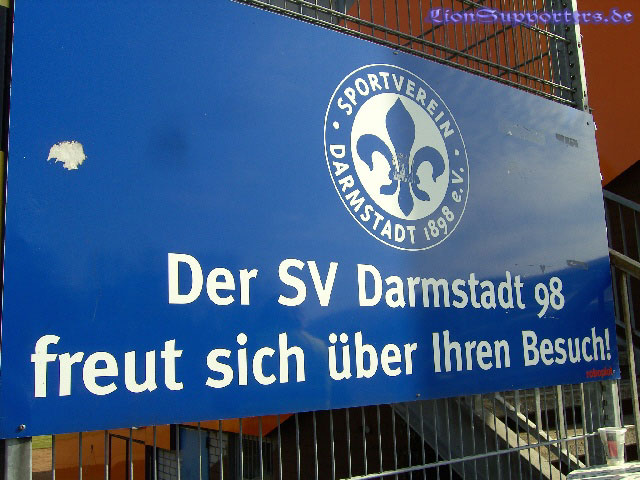 LionSupporters.de
SPORTVEREIN
DARMSTADT 1898 e.V.
Der SV Darmstadt 98
freut sich über Ihren Besuch!